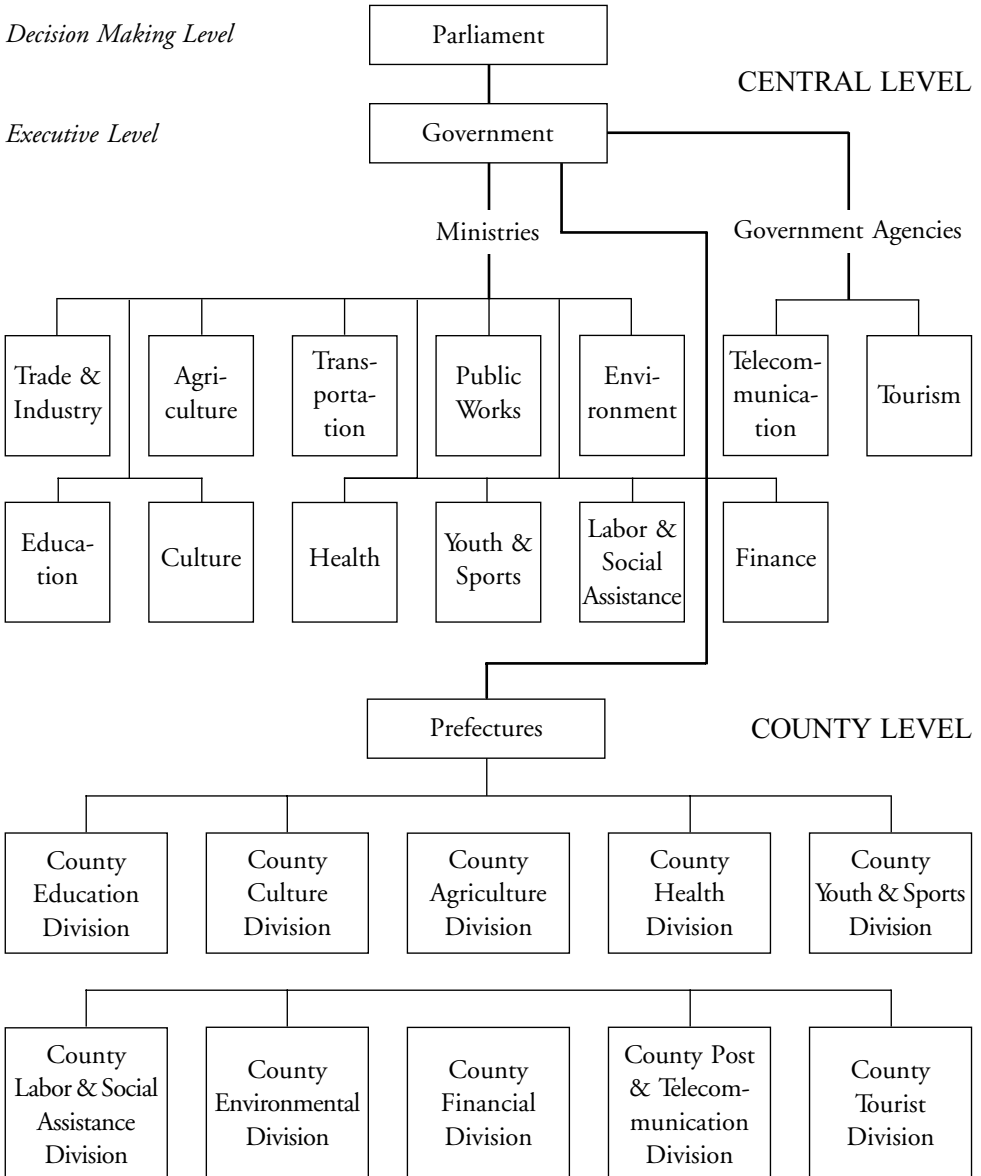 Decision Making Level
Parliament
CENTRAL LEVEL
Executive Level
Government
Ministries
Government Agencies
Trade &
Industry
Agri-
culture
Trans-
porta-
tion
Public
Works
Envi-
ronment
Telecom-
munica-
tion
Tourism
Educa-
tion
Culture
Health
Youth &
Sports
Labor &
Social
Assistance
Finance
Prefectures
COUNTY LEVEL
County
Education
Division
County
Culture
Division
County
Agriculture
Division
County
Health
Division
County
Youth & Sports
Division
County
Labor & Social
Assistance
Division
County
Environmental
Division
County
Financial
Division
County Post
& Telecom-
munication
Division
County
Tourist
Division